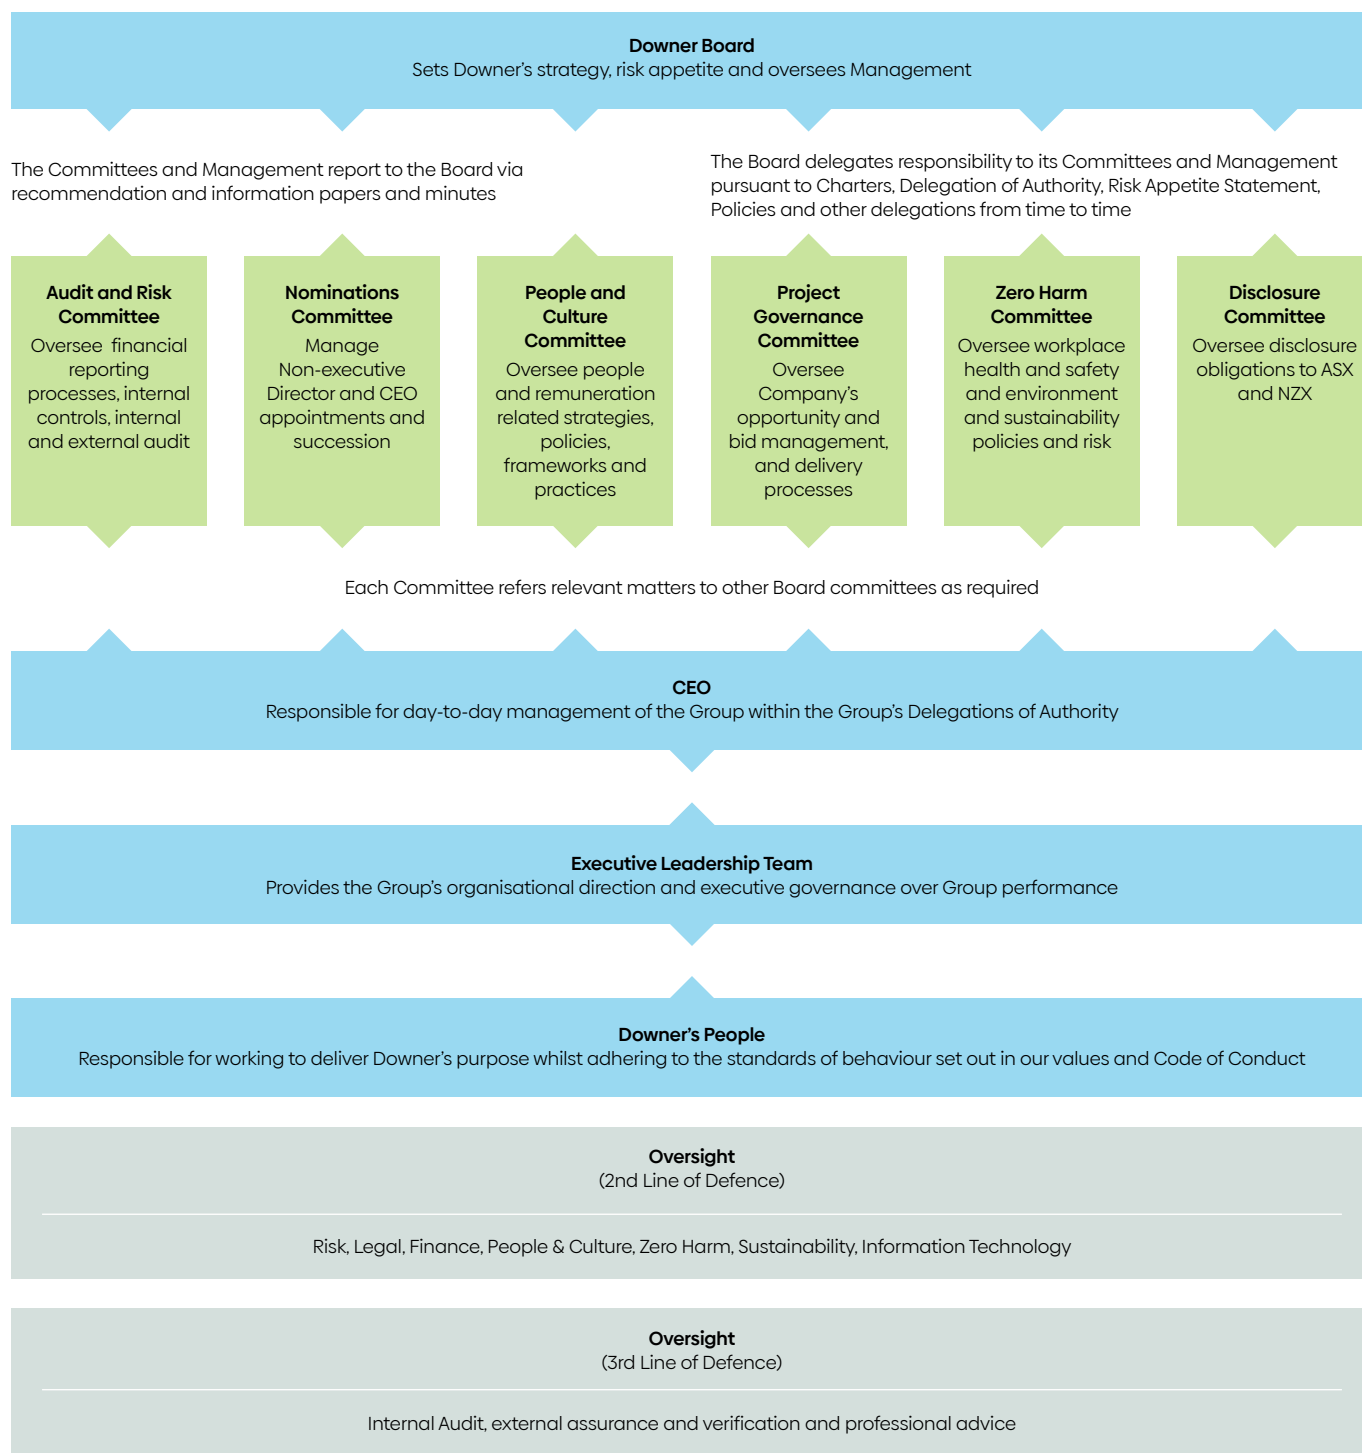 Downer Board
Sets Downer's strategy, risk appetite and oversees Management
The Committees and Management report to the Board via
recommendation and information papers and minutes
The Board delegates responsibility to its Committees and Management
pursuant to Charters, Delegation of Authority, Risk Appetite Statement,
Policies and other delegations from time to time
Audit and Risk
Committee
Oversee financial
reporting
processes, internal
controls, internal
and external audit
Nominations
Committee
Manage
Non-executive
Director and CEO
appointments and
succession
People and
Culture
Committee
Oversee people
and remuneration
related strategies,
policies,
frameworks and
practices
Project
Governance
Committee
Oversee
Company's
opportunity and
bid management,
and delivery
processes
Zero Harm
Committee
Oversee workplace
health and safety
and environment
and sustainability
policies and risk
Disclosure
Committee
Oversee disclosure
obligations to ASX
and NZX
Each Committee refers relevant matters to other Board committees as required
CEO
Responsible for day-to-day management of the Group within the Group's Delegations of Authority
Executive Leadership Team
Provides the Group's organisational direction and executive governance over Group performance
Downer's People
Responsible for working to deliver Downer's purpose whilst adhering to the standards of behaviour set out in our values and Code of Conduct
Oversight
(2nd Line of Defence)
Risk, Legal, Finance, People & Culture, Zero Harm, Sustainability, Information Technology
Oversight
(3rd Line of Defence)
Internal Audit, external assurance and verification and professional advice